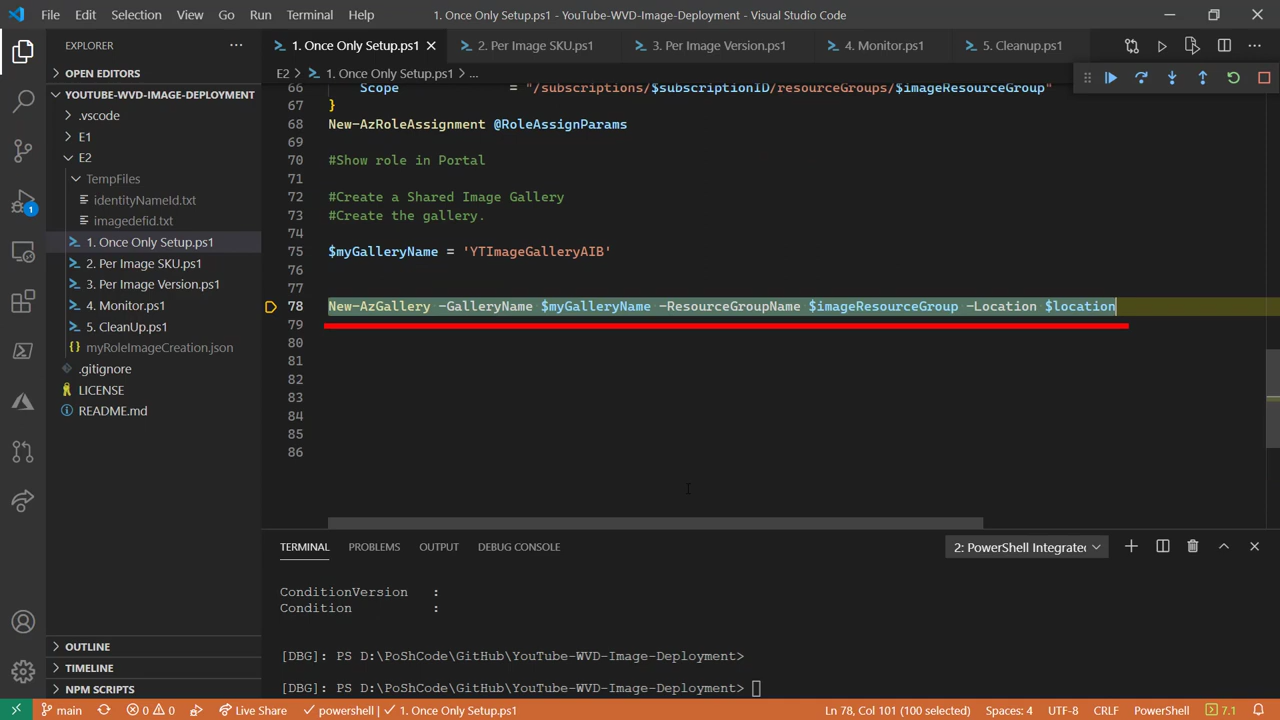 File Edit Selection View Go Run Terminal Help 1. Once Only Setup.ps1 - YouTube-WVD-Image-Deployment - Visual Studio Code
EXPLORER
OPEN EDITORS
YOUTUBE-WVD-IMAGE-DEPLOYMENT
.vscode
E1
E2
TempFiles
identityNameId.txt
imagedefid.txt
1. Once Only Setup.ps1
2. Per Image SKU.ps1
3. Per Image Version.ps1
4. Monitor.ps1
5. CleanUp.ps1
myRoleImageCreation.json
.gitignore
LICENSE
README.md
OUTLINE
TIMELINE
NPM SCRIPTS
1
1. Once Only Setup.ps1 2. Per Image SKU.ps1 3. Per Image Version.ps1 4. Monitor.ps1 5. Cleanup.ps1
E2 > 1. Once Only Setup.ps1 > ...
66 Scope = "/subscriptions/$subscriptionID/resourceGroups/$imageResourceGroup"
67 }
68 New-AzRoleAssignment @RoleAssignParams
69
70 #Show role in Portal
71
72 #Create a Shared Image Gallery
73 #Create the gallery.
74
75 $myGalleryName = 'YTImageGalleryAIB'
76
77
78 New-AzGallery -GalleryName $myGalleryName -ResourceGroupName $imageResourceGroup -Location $location
79
80
81
82
83
84
85
86
TERMINAL PROBLEMS OUTPUT DEBUG CONSOLE 2: PowerShell Integrate
ConditionVersion :
Condition :
[DBG]: PS D:\PoShCode\GitHub\YouTube-WVD-Image-Deployment>
[DBG]: PS D:\PoShCode\GitHub\YouTube-WVD-Image-Deployment>
main 0 0 Live Share powershell | 1. Once Only Setup.ps1 Ln 78, Col 101 (100 selected) Spaces: 4 UTF-8 CRLF PowerShell 7.1